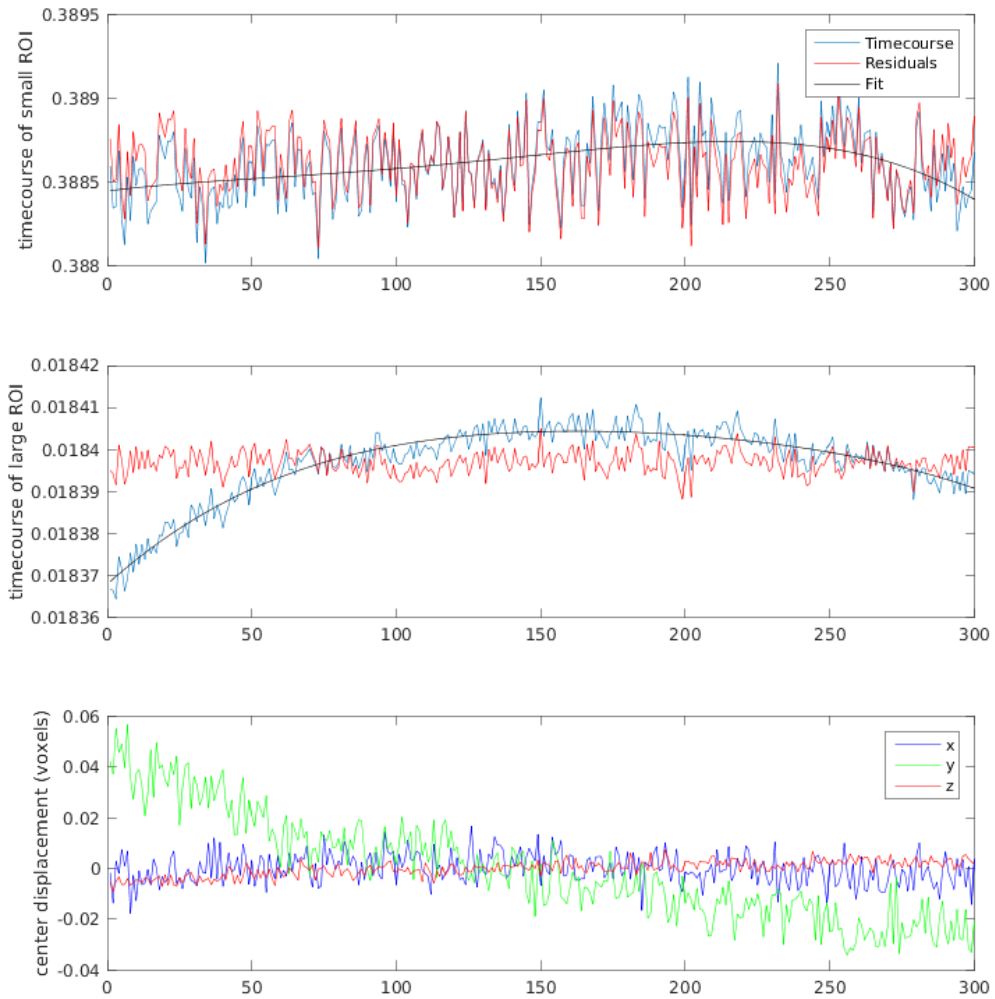 timecourse of small ROI
0.3895
0.389
0.3885
0.388
Timecourse
Residuals
Fit
0 50 100 150 200 250 300
timecourse of large ROI
0.01842
0.01841
0.0184
0.01839
0.01838
0.01837
0.01836
0 50 100 150 200 250 300
center displacement (voxels)
0.06
0.04
0.02
0
-0.02
-0.04
x
y
z
0 50 100 150 200 250 300